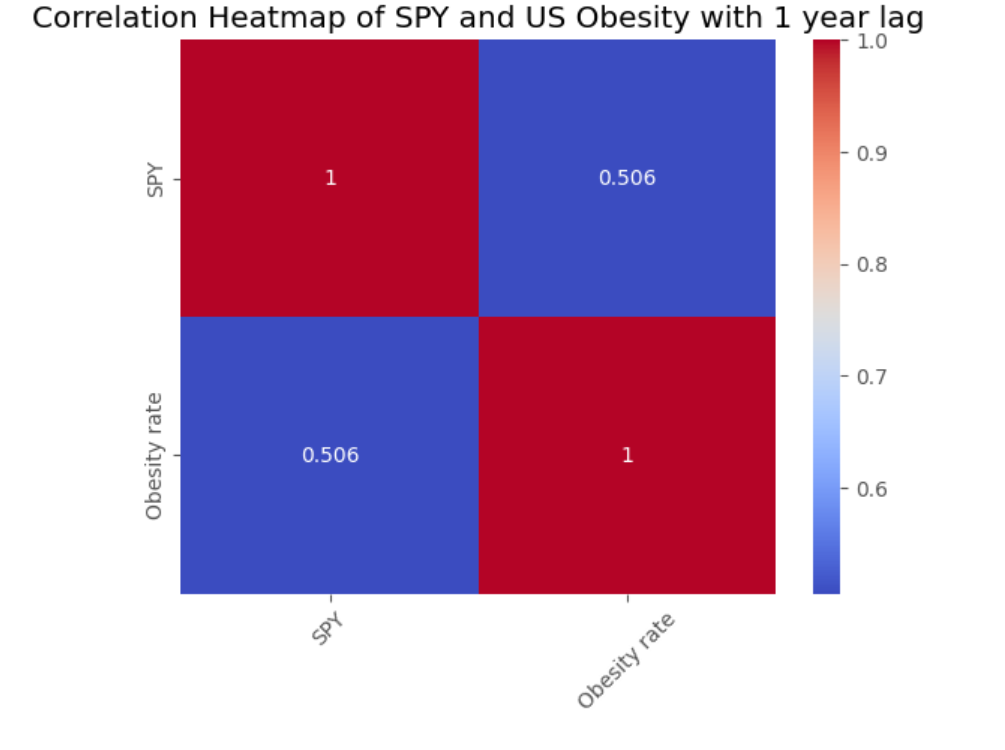 Correlation Heatmap of SPY and US Obesity with 1 year lag
1.0
0.9
0.8
0.7
0.6
SPY
1
0.506
Obesity rate
0.506
1
SPY
Obesity rate